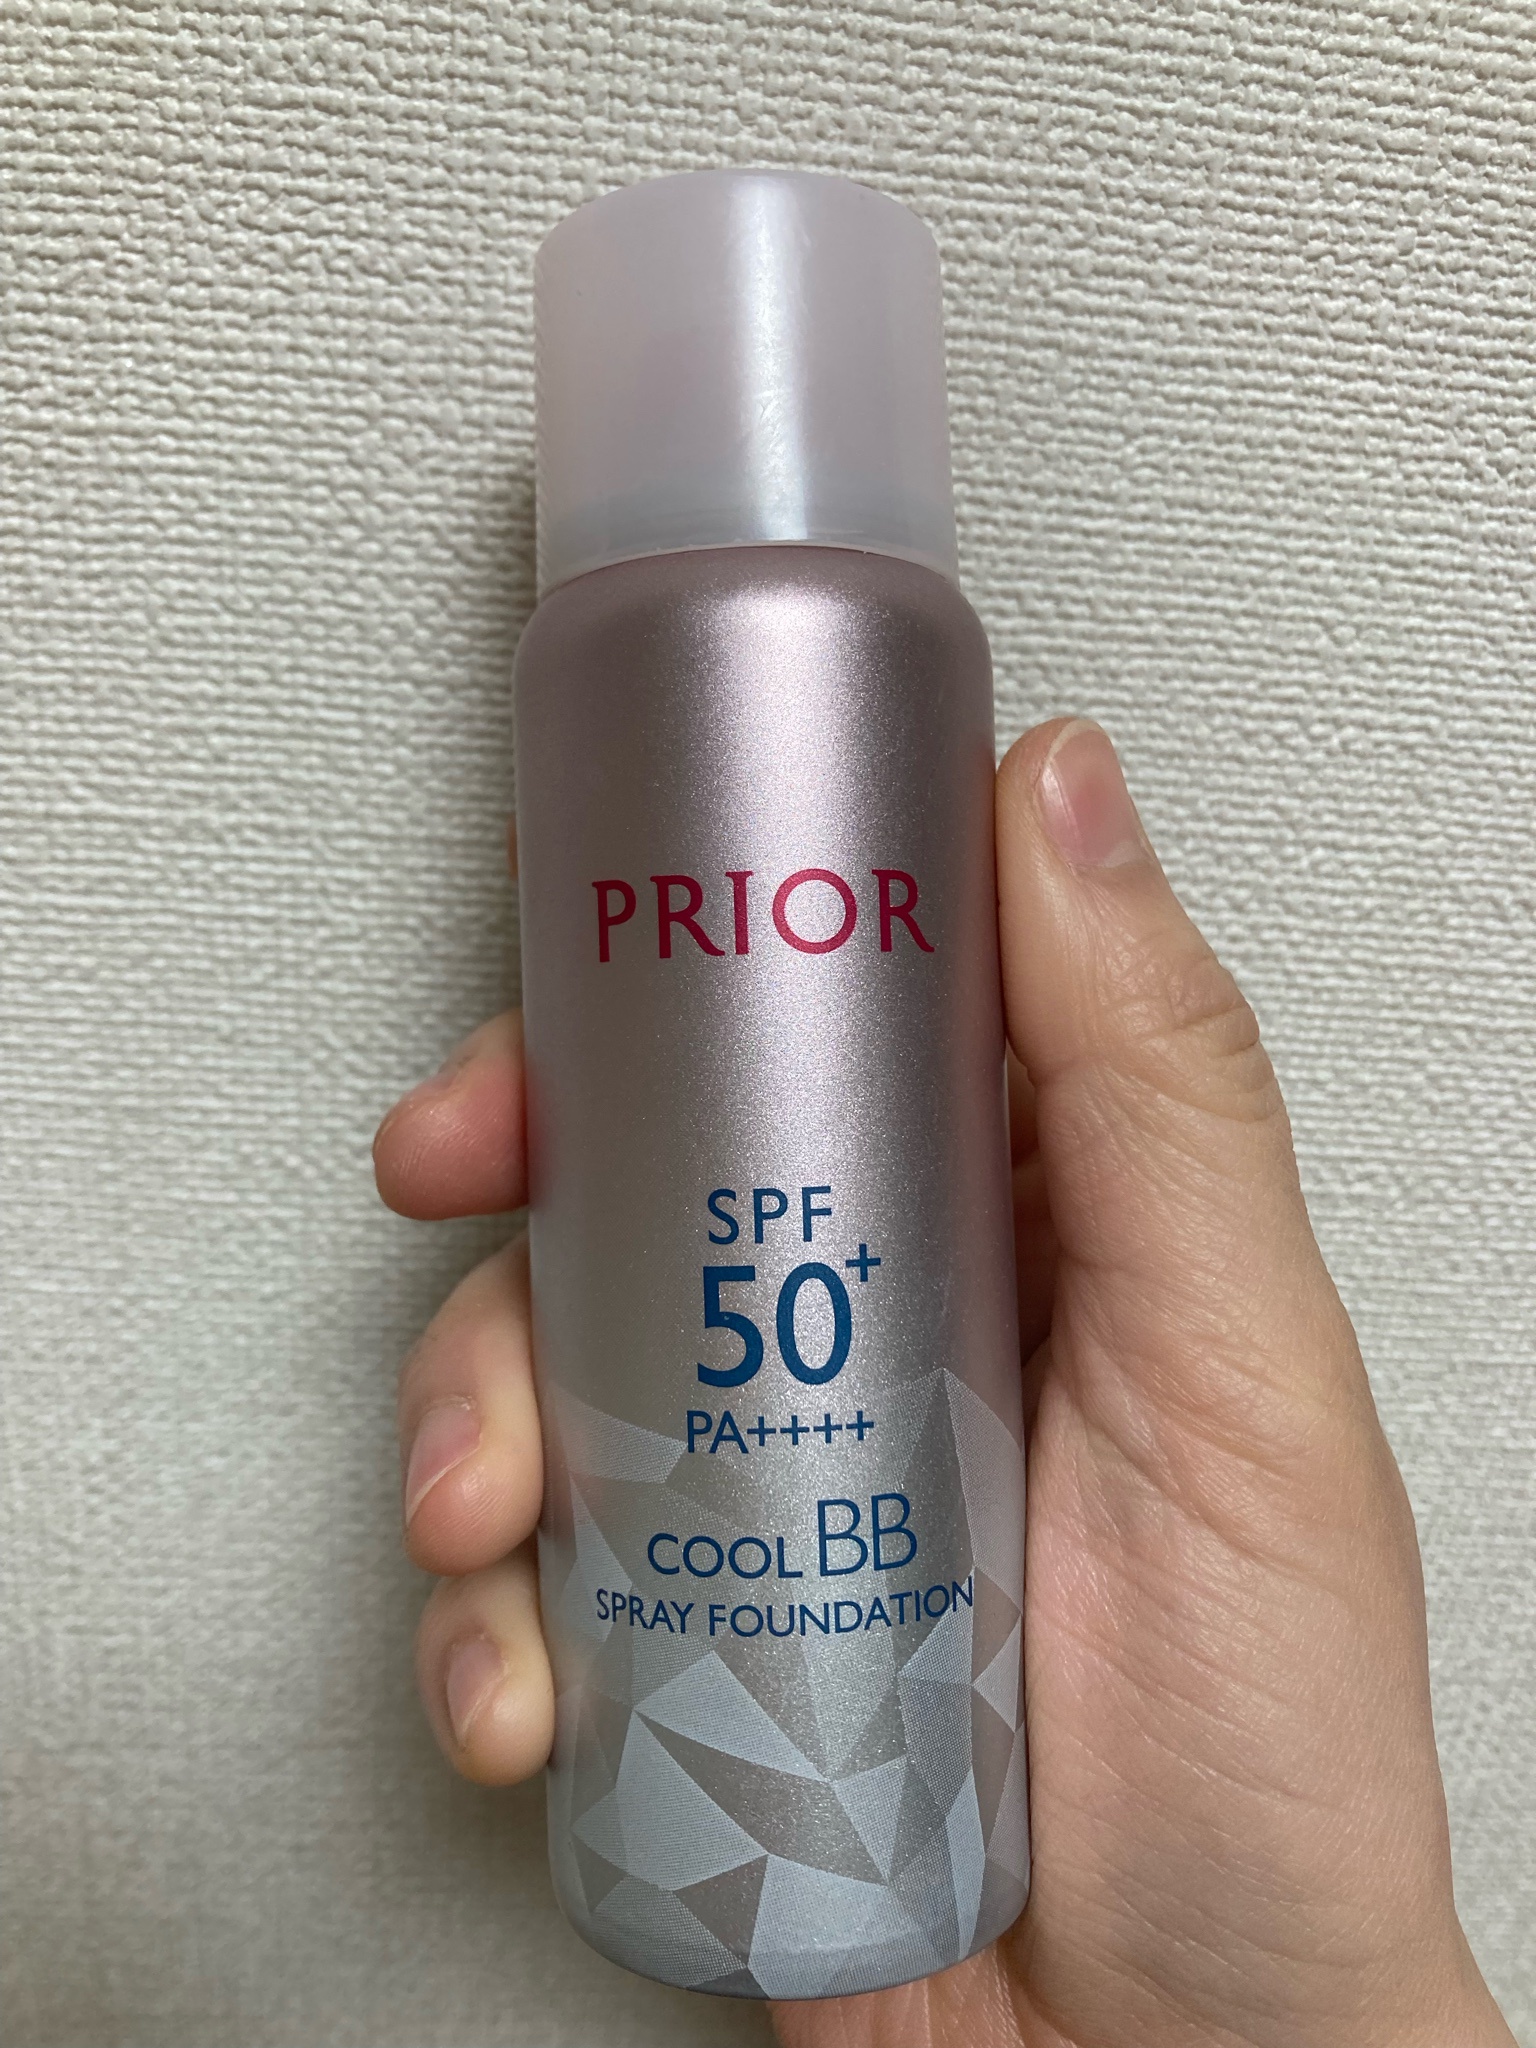 PRIOR
SPF
50+
PA++++
COOL BB
SPRAY FOUNDATION